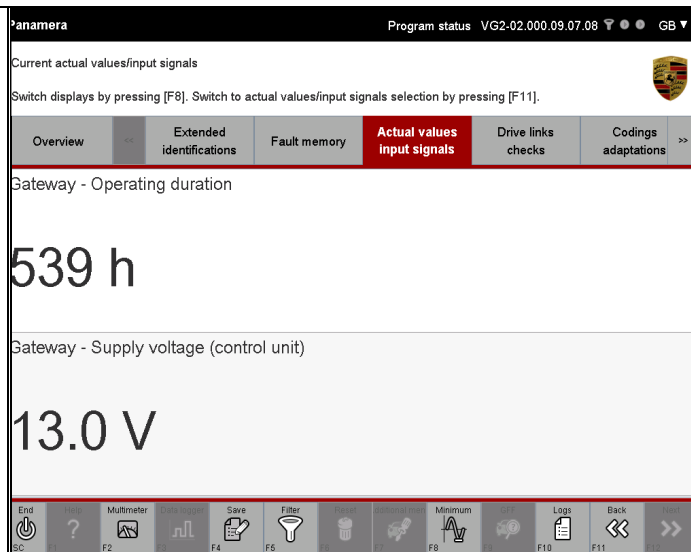 Panamera
Program status VG2-02.000.09.07.08 GB
Current actual values/input signals
Switch displays by pressing [F8]. Switch to actual values/input signals selection by pressing [F11].
Overview << Extended identifications Fault memory Actual values input signals Drive links checks Codings adaptations >>
Gateway - Operating duration
539 h
Gateway - Supply voltage (control unit)
13.0 V
End Help Multimeter Data logger Save Filter Reset Minimum GFF Logs Back Next
SC F1 F2 F3 F4 F5 F6 F7 F8 F9 F10 F11 F12